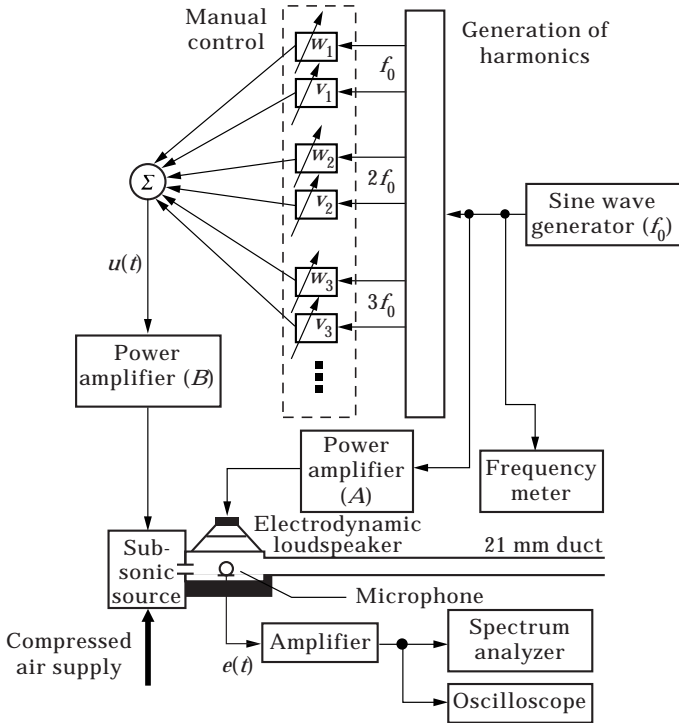 Manual
control
Generation of
harmonics
w₁
f₀
v₁
w₂
2f₀
v₂
Σ
Sine wave
generator (f₀)
u(t)
w₃
3f₀
v₃
Power
amplifier (B)
Power
amplifier
(A)
Frequency
meter
Electrodynamic
loudspeaker
21 mm duct
Sub-
sonic
source
Microphone
Compressed
air supply
e(t)
Amplifier
Spectrum
analyzer
Oscilloscope